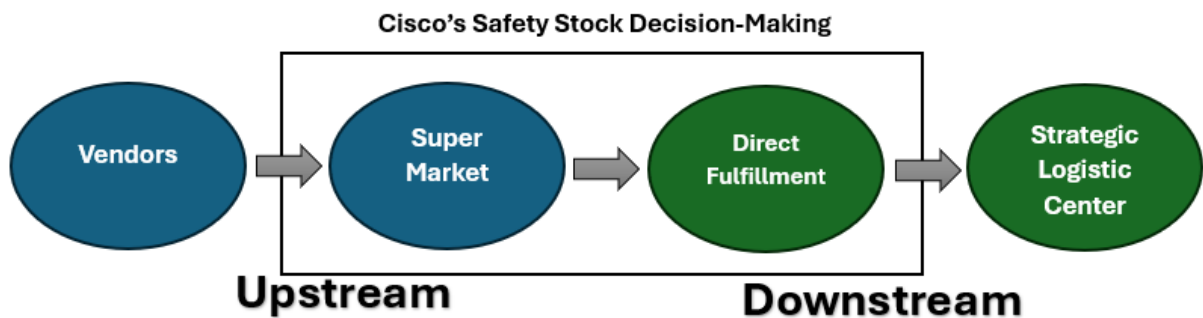 Cisco's Safety Stock Decision-Making
Vendors
Super
Market
Direct
Fulfillment
Strategic
Logistic
Center
Upstream
Downstream